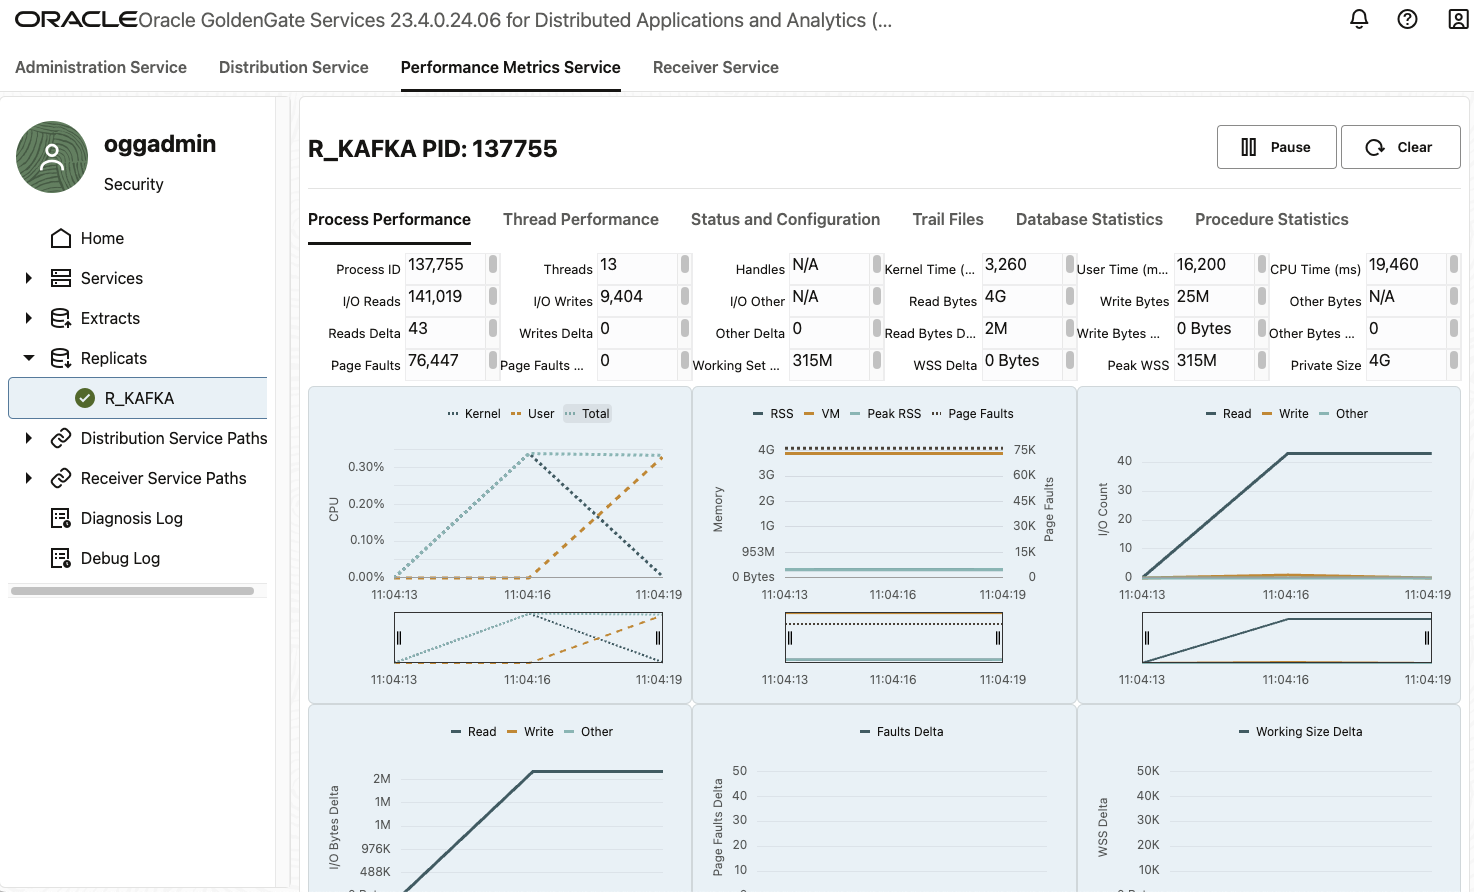 ORACLE Oracle GoldenGate Services 23.4.0.24.06 for Distributed Applications and Analytics (...
Administration Service Distribution Service Performance Metrics Service Receiver Service
oggadmin
Security
Home
Services
Extracts
Replicats
R_KAFKA
Distribution Service Paths
Receiver Service Paths
Diagnosis Log
Debug Log
R_KAFKA PID: 137755
Pause Clear
Process Performance Thread Performance Status and Configuration Trail Files Database Statistics Procedure Statistics
Process ID 137,755 Threads 13 Handles N/A Kernel Time (... 3,260 User Time (m... 16,200 CPU Time (ms) 19,460
I/O Reads 141,019 I/O Writes 9,404 I/O Other N/A Read Bytes 4G Write Bytes 25M Other Bytes N/A
Reads Delta 43 Writes Delta 0 Other Delta 0 Read Bytes D... 2M Write Bytes ... 0 Bytes Other Bytes ... 0
Page Faults 76,447 Page Faults ... 0 Working Set ... 315M WSS Delta 0 Bytes Peak WSS 315M Private Size 4G
Kernel User Total
CPU
0.30%
0.20%
0.10%
0.00%
11:04:13 11:04:16 11:04:19
11:04:13 11:04:16 11:04:19
RSS VM Peak RSS Page Faults
Memory
4G 75K
3G 60K
2G 45K
1G 30K
953M 15K
0 Bytes 0
Page Faults
11:04:13 11:04:16 11:04:19
11:04:13 11:04:16 11:04:19
Read Write Other
I/O Count
40
30
20
10
0
11:04:13 11:04:16 11:04:19
11:04:13 11:04:16 11:04:19
Read Write Other
I/O Bytes Delta
2M
1M
1M
976K
488K
Faults Delta
Page Faults Delta
50
40
30
20
10
Working Size Delta
WSS Delta
50K
40K
30K
20K
10K